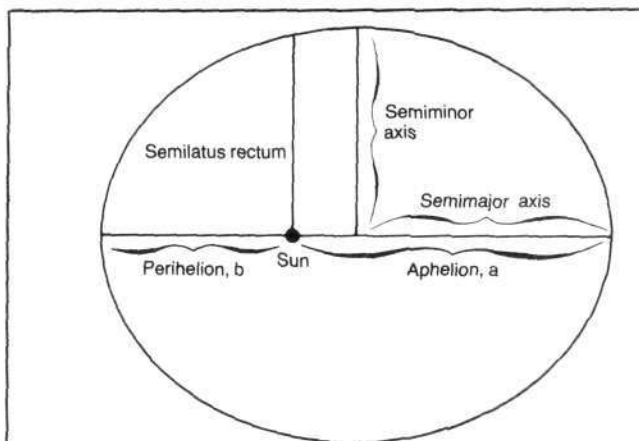 Semiminor
axis
Semilatus rectum
Semimajor axis
Perihelion, b
Sun
Aphelion, a